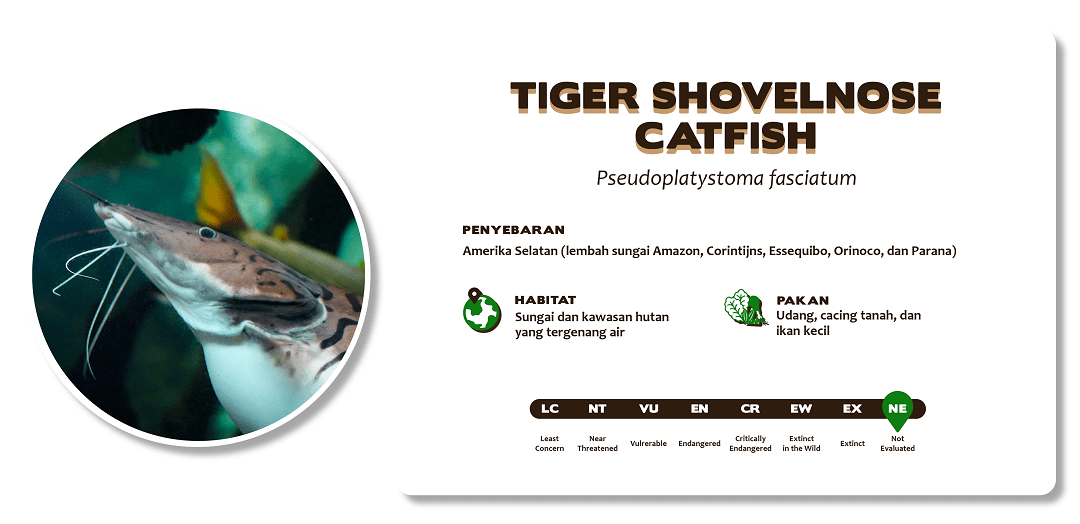 TIGER SHOVELNOSE
CATFISH
Pseudoplatystoma fasciatum
PENYEBARAN
Amerika Selatan (lembah sungai Amazon, Corintijns, Essequibo, Orinoco, dan Parana)
HABITAT
Sungai dan kawasan hutan
yang tergenang air
PAKAN
Udang, cacing tanah, dan
ikan kecil
LC NT VU EN CR EW EX NE
Least
Concern
Near
Threatened
Vulrerable
Endangered
Critically
Endangered
Extinct
in the Wild
Extinct
Not
Evaluated